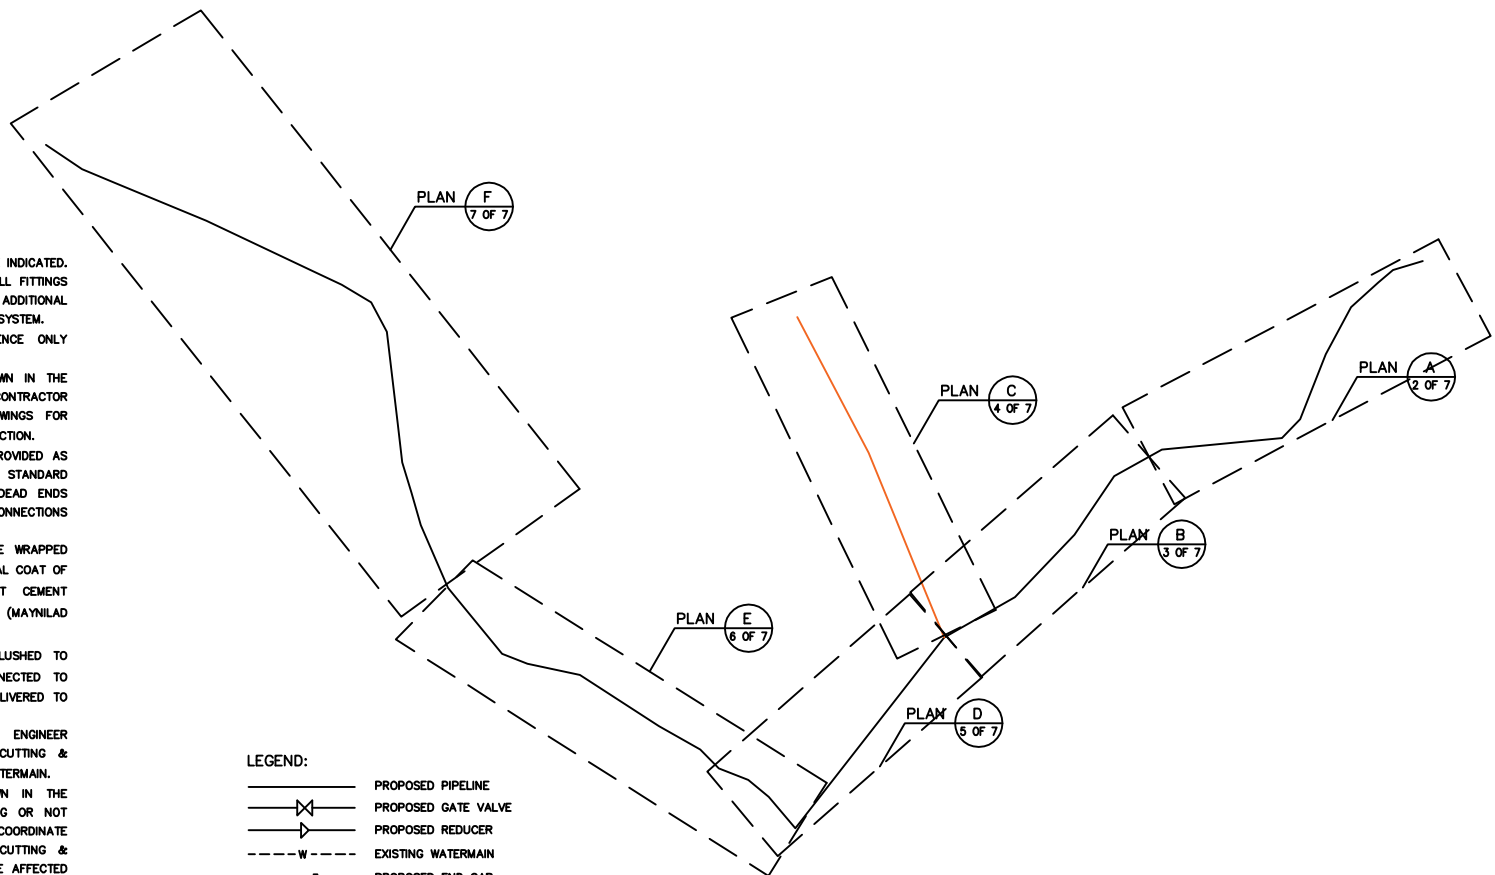 INDICATED.
LL FITTINGS
ADDITIONAL
SYSTEM.
ENCE ONLY
WN IN THE
CONTRACTOR
WINGS FOR
CTION.
ROVIDED AS
STANDARD
DEAD ENDS
ONNECTIONS
E WRAPPED
AL COAT OF
T CEMENT
(MAYNILAD
LUSHED TO
NECTED TO
LIVERED TO
ENGINEER
CUTTING &
TERMAIN.
WN IN THE
G OR NOT
COORDINATE
CUTTING &
E AFFECTED
PLAN F
7 OF 7
PLAN C
4 OF 7
PLAN A
2 OF 7
PLAN B
3 OF 7
PLAN E
6 OF 7
PLAN D
5 OF 7
LEGEND:
PROPOSED PIPELINE
PROPOSED GATE VALVE
PROPOSED REDUCER
W EXISTING WATERMAIN
PROPOSED END CAP